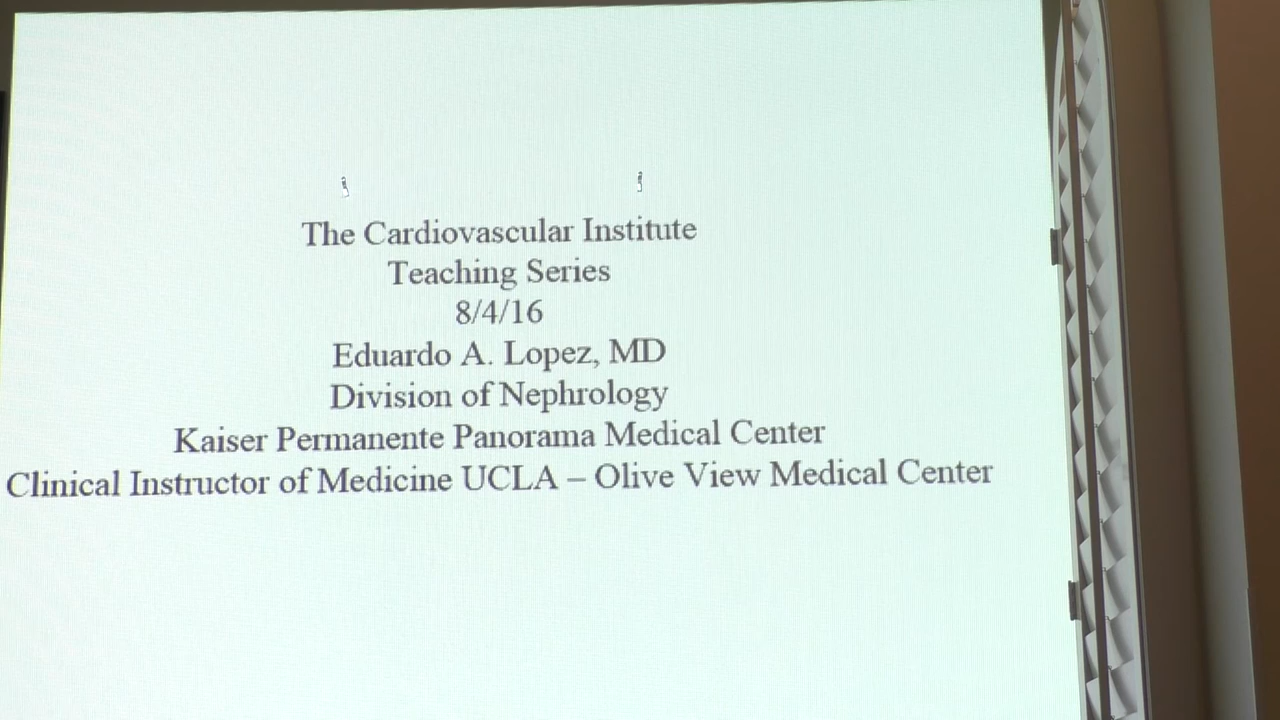 The Cardiovascular Institute
Teaching Series
8/4/16
Eduardo A. Lopez, MD
Division of Nephrology
Kaiser Permanente Panorama Medical Center
Clinical Instructor of Medicine UCLA – Olive View Medical Center